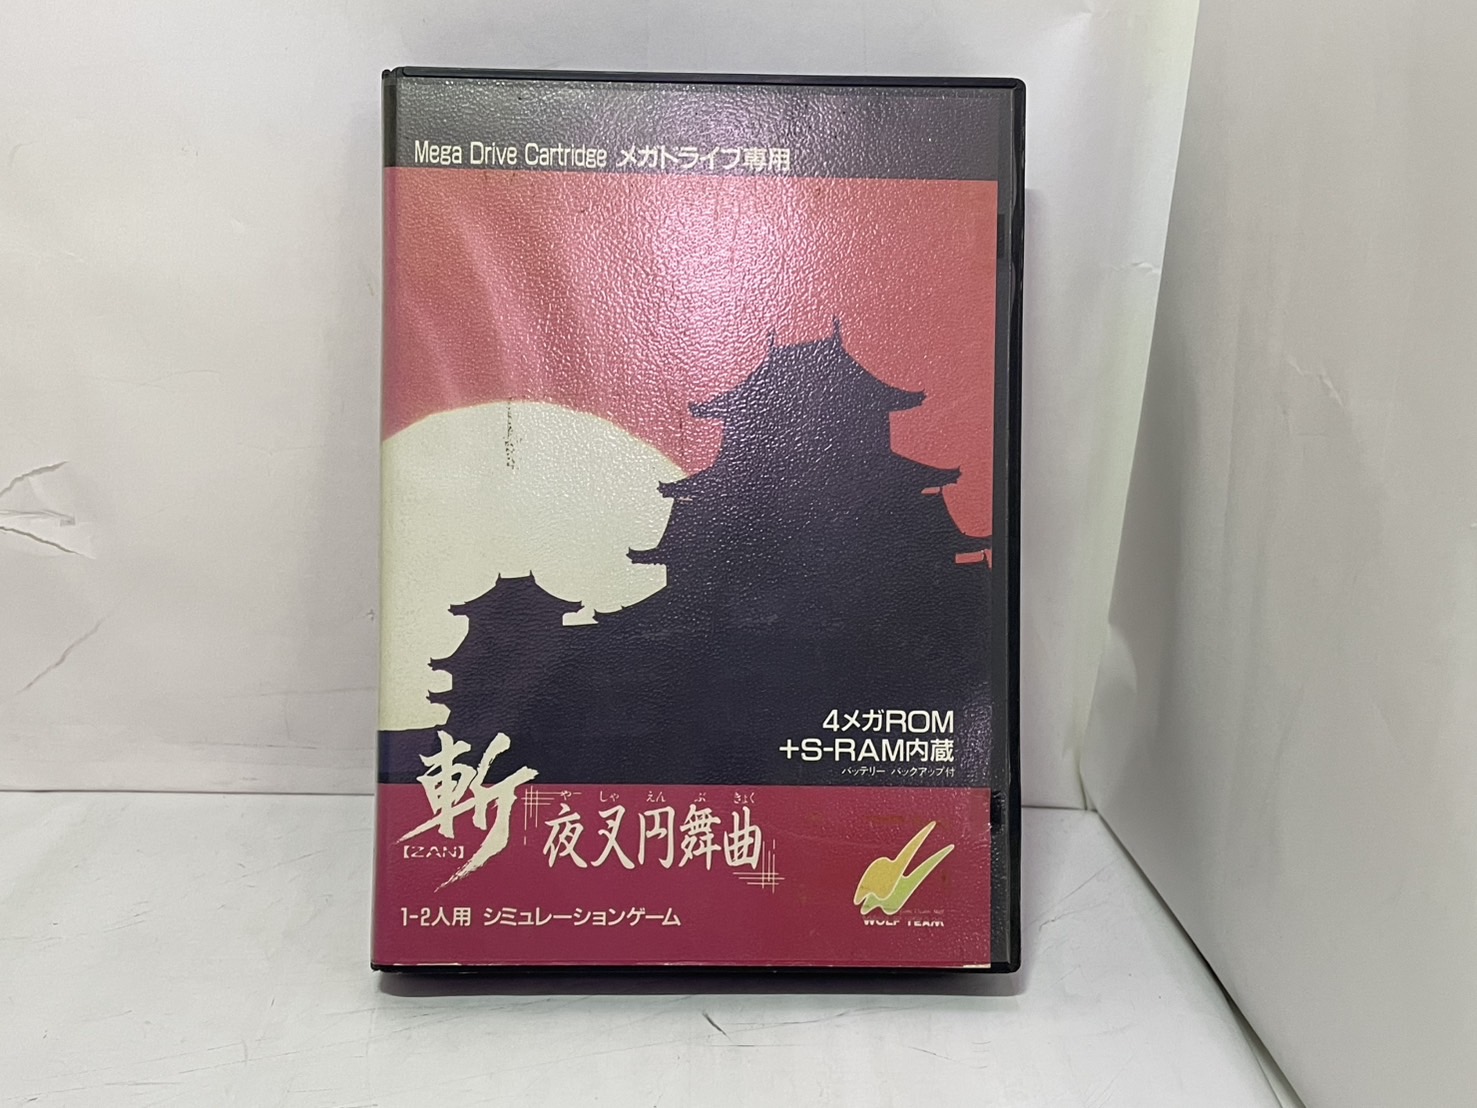 Mega Drive Cartridge メガドライブ専用
4メガROM
+S-RAM内蔵
バッテリー バックアップ付
斬
【ZAN】
やしゃえんぶきょく
夜叉円舞曲
1-2人用 シミュレーションゲーム
WOLF TEAM